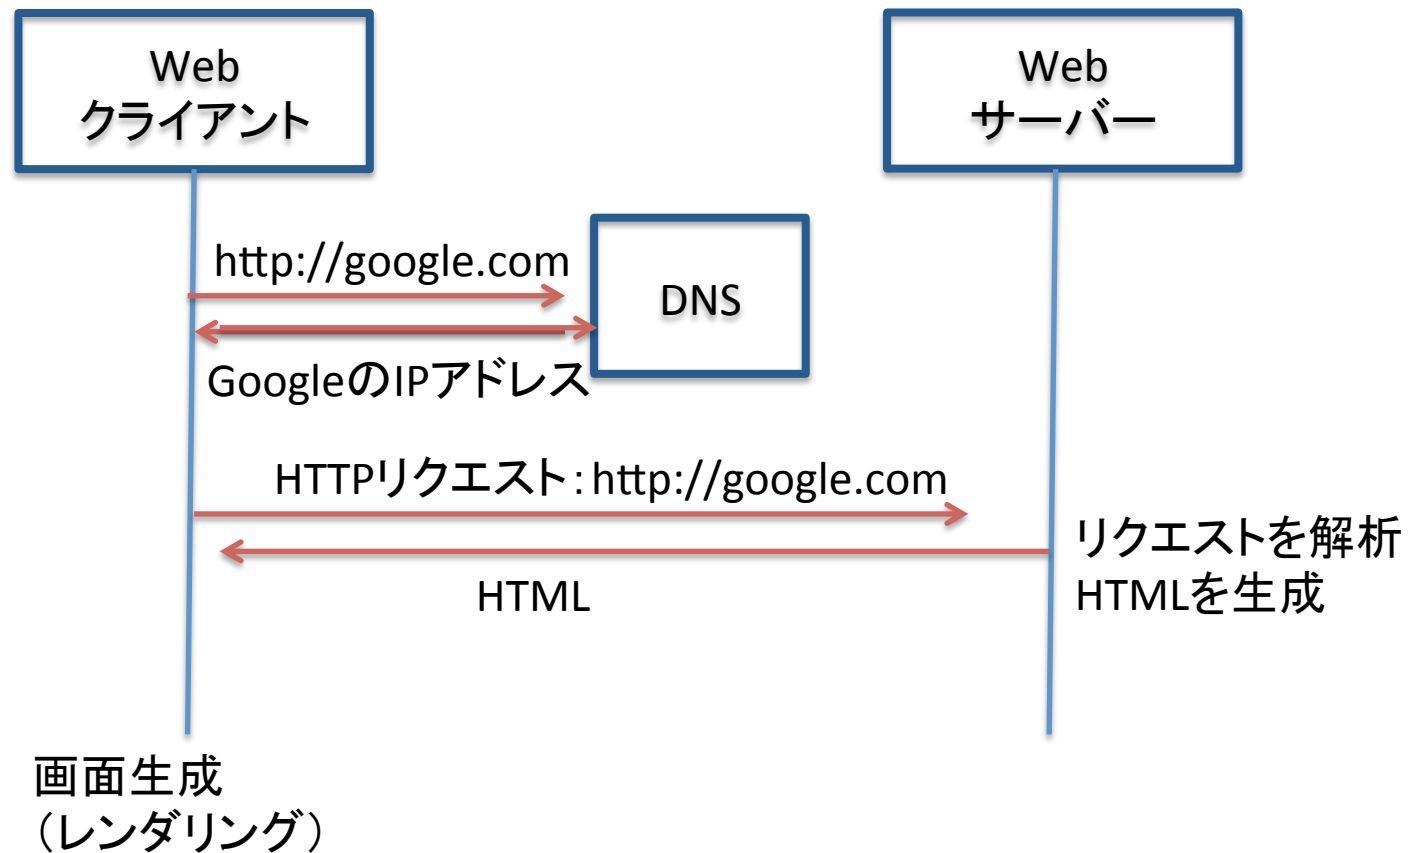 Web
クライアント
Web
サーバー
http://google.com
DNS
GoogleのIPアドレス
HTTPリクエスト：http://google.com
リクエストを解析
HTMLを生成
HTML
画面生成
（レンダリング）